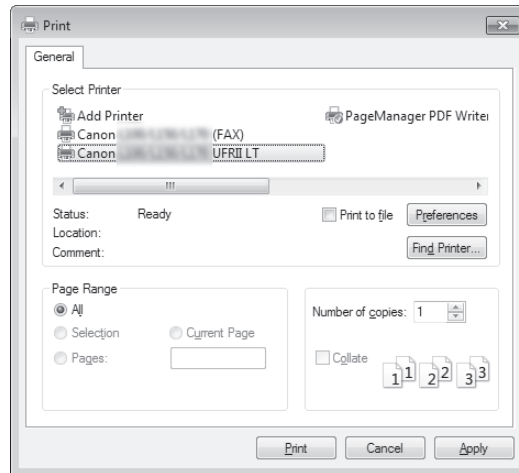 Print
General
Select Printer
Add Printer
PageManager PDF Writer
Canon (FAX)
Canon UFRII LT
Status: Ready
Print to file
Preferences
Location:
Find Printer...
Comment:
Page Range
All
Selection
Current Page
Pages:
Number of copies: 1
Collate
1 1 2 2 3 3
Print
Cancel
Apply